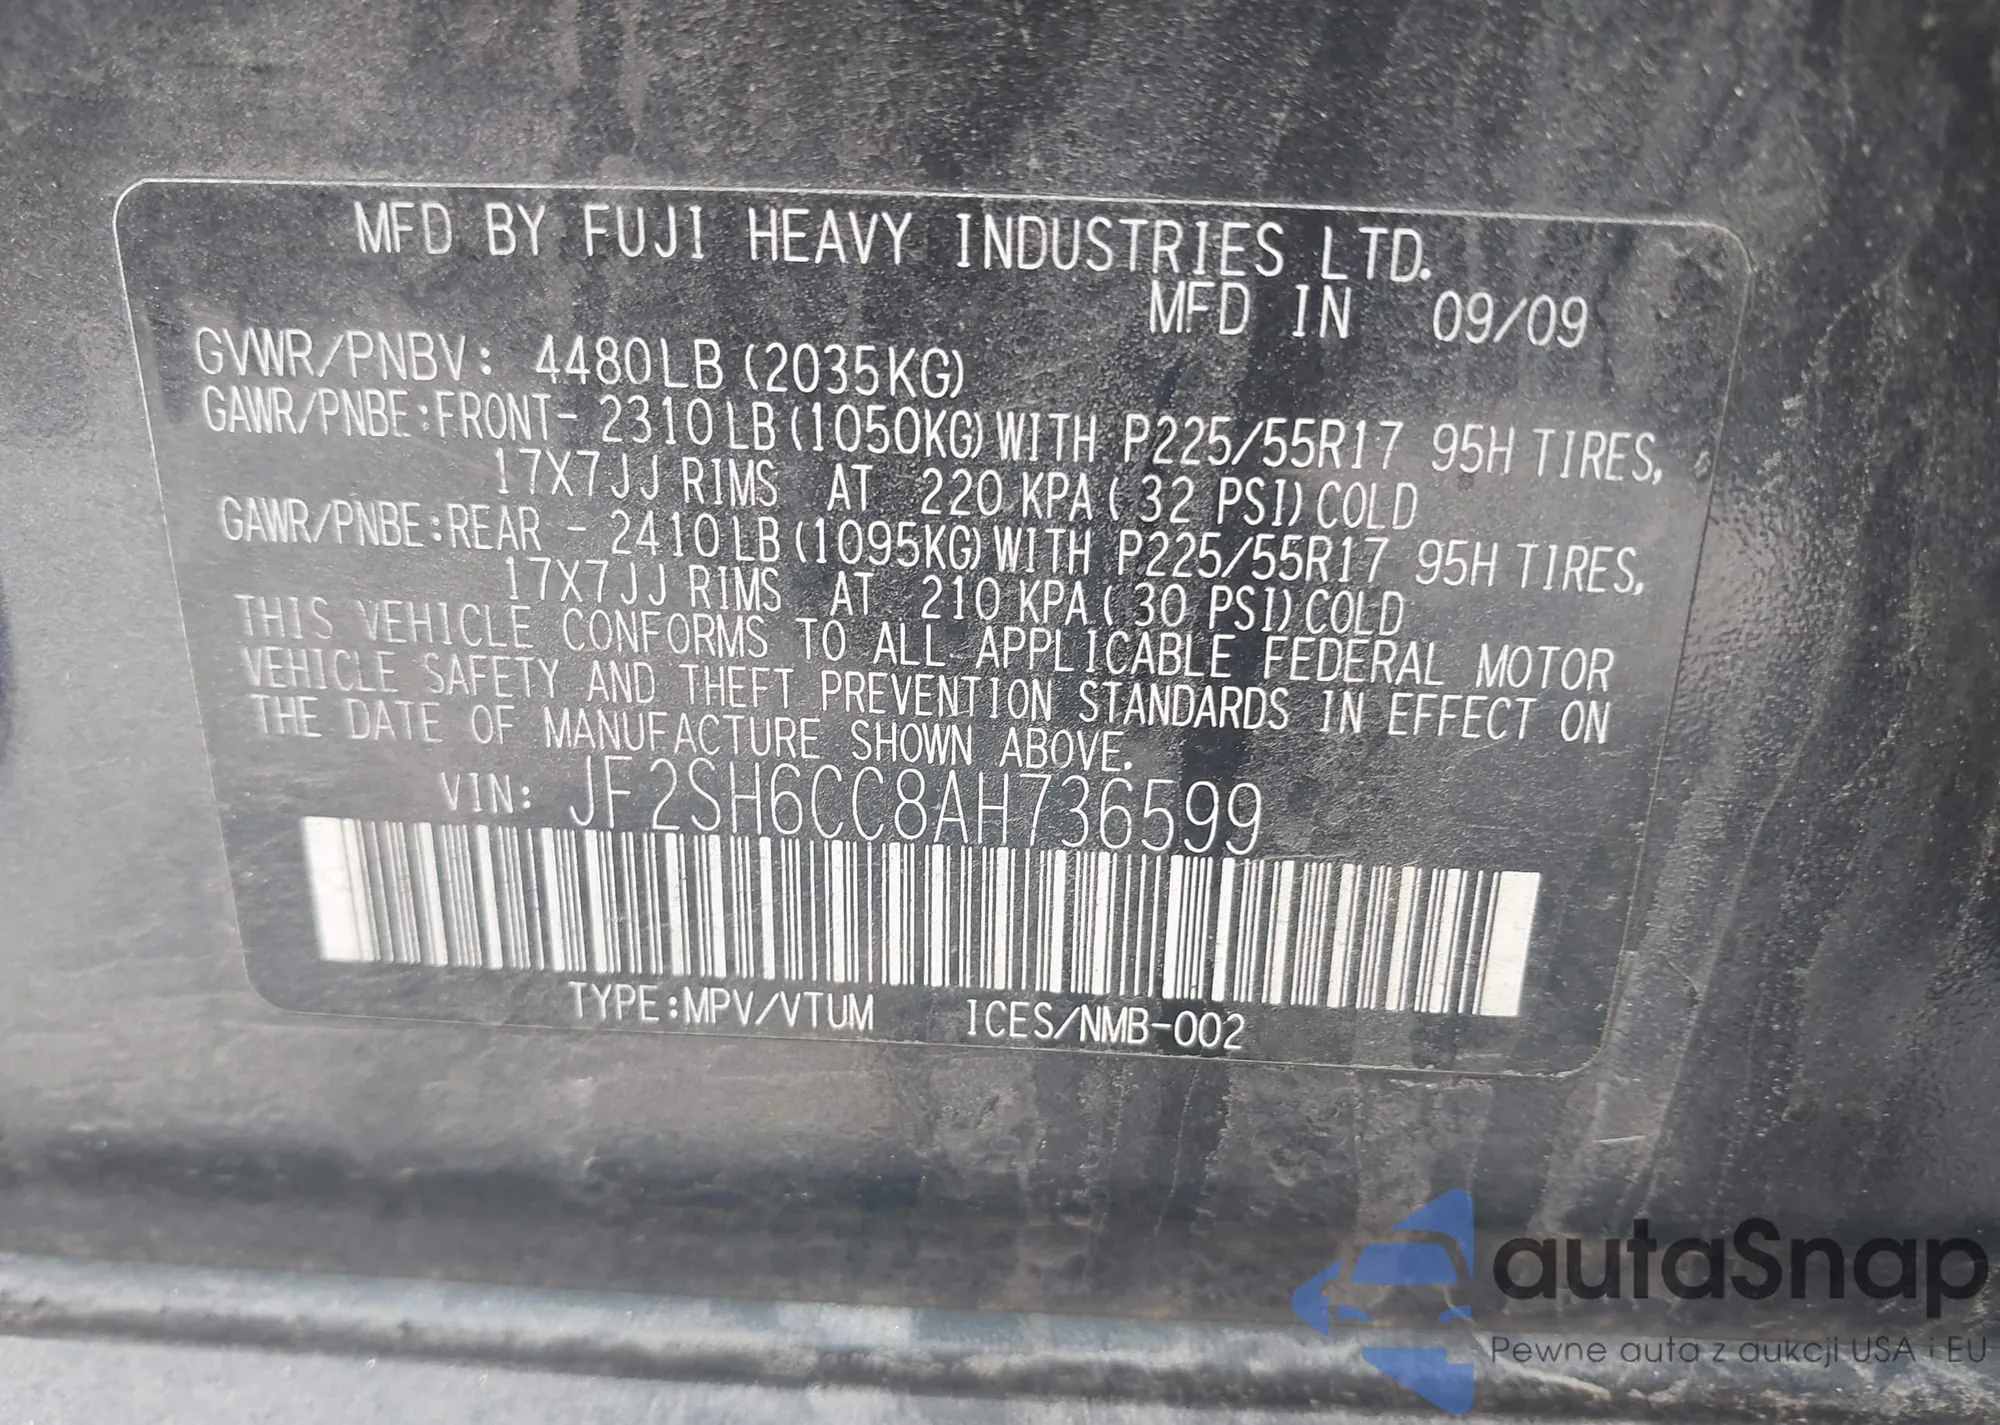 MFD BY FUJI HEAVY INDUSTRIES LTD.
MFD IN 09/09
GVWR/PNBV: 4480LB (2035KG)
GAWR/PNBE:FRONT- 2310LB(1050KG)WITH P225/55R17 95H TIRES,
17X7JJ RIMS AT 220 KPA( 32 PSI)COLD
GAWR/PNBE:REAR - 2410LB(1095KG)WITH P225/55R17 95H TIRES,
17X7JJ RIMS AT 210 KPA( 30 PSI)COLD
THIS VEHICLE CONFORMS TO ALL APPLICABLE FEDERAL MOTOR
VEHICLE SAFETY AND THEFT PREVENTION STANDARDS IN EFFECT ON
THE DATE OF MANUFACTURE SHOWN ABOVE.
VIN: JF2SH6CC8AH736599
TYPE:MPV/VTUM ICES/NMB-002
autaSnap
Pewne auta z aukcji USA i EU